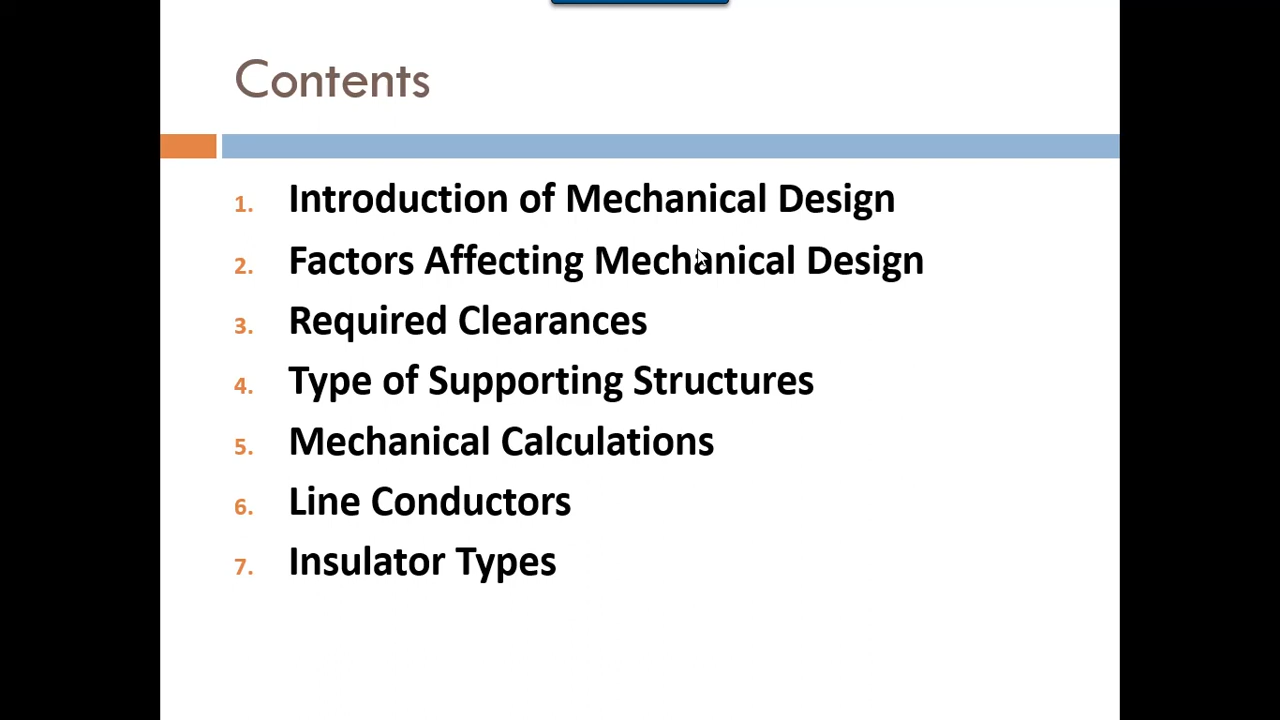 Contents
1. Introduction of Mechanical Design
2. Factors Affecting Mechanical Design
3. Required Clearances
4. Type of Supporting Structures
5. Mechanical Calculations
6. Line Conductors
7. Insulator Types